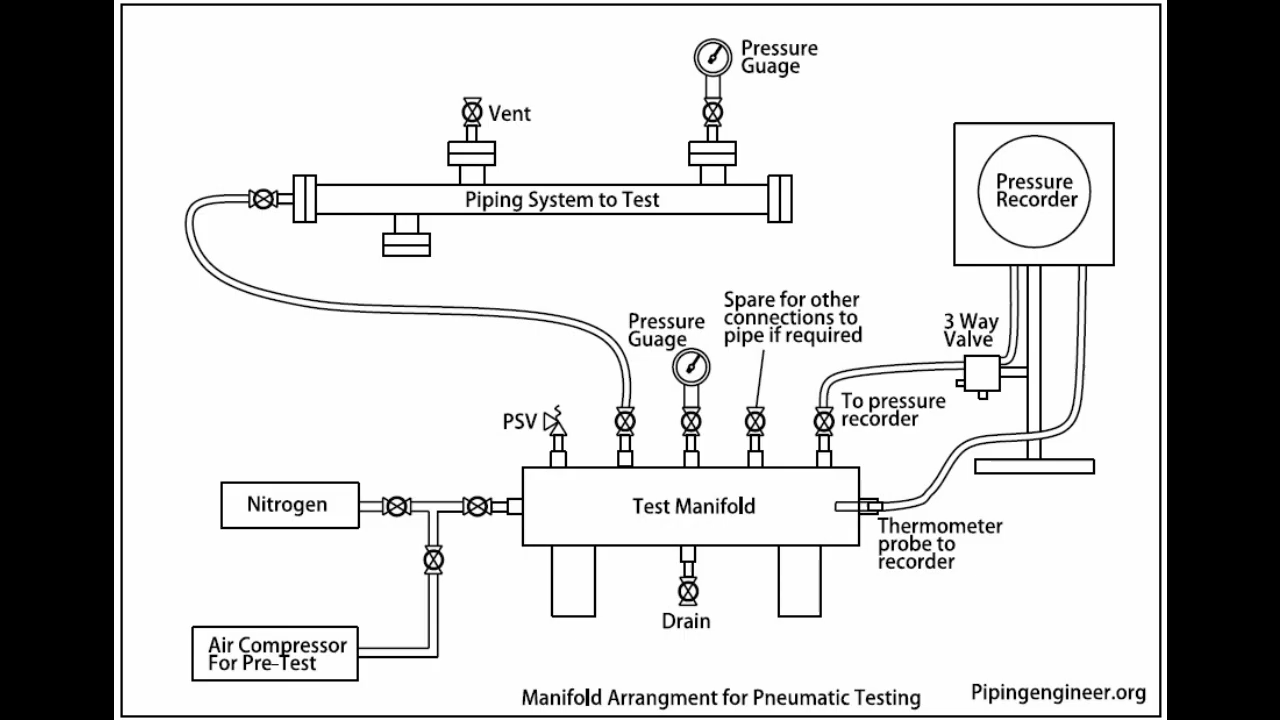 Pressure
Guage
Vent
Piping System to Test
Pressure
Recorder
Spare for other
connections to
pipe if required
Pressure
Guage
3 Way
Valve
To pressure
recorder
PSV
Nitrogen
Test Manifold
Thermometer
probe to
recorder
Drain
Air Compressor
For Pre-Test
Manifold Arrangment for Pneumatic Testing
Pipingengineer.org